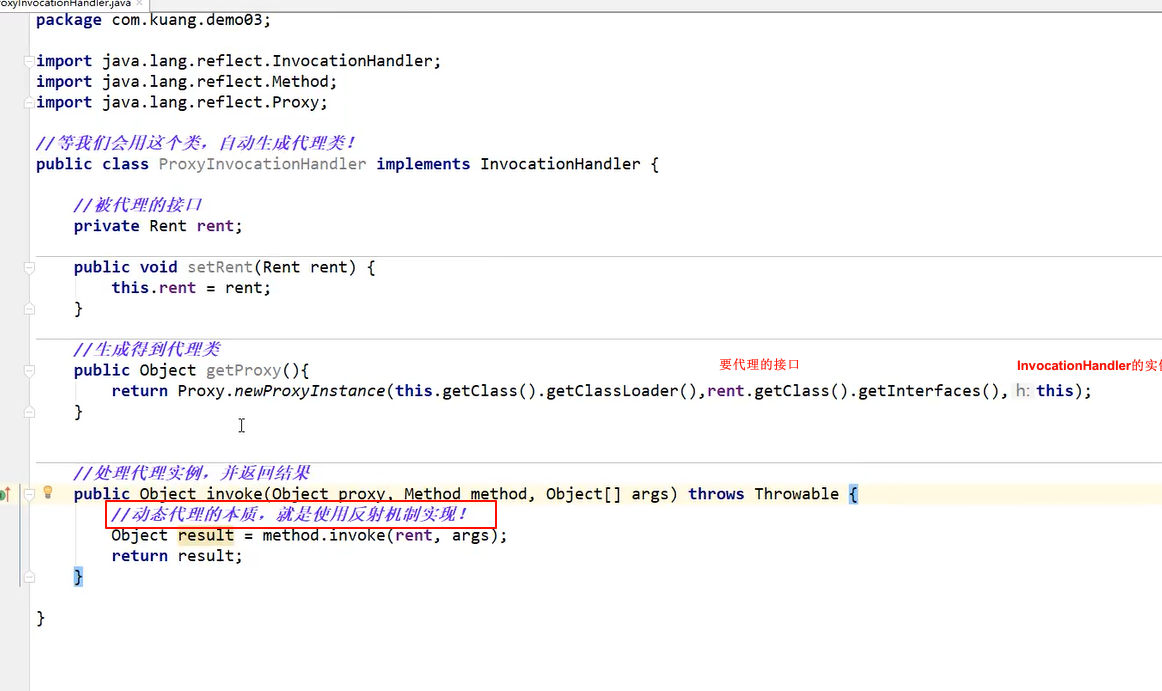 oxyInvocationHandler.java ×
package com.kuang.demo03;
import java.lang.reflect.InvocationHandler;
import java.lang.reflect.Method;
import java.lang.reflect.Proxy;
//等我们会用这个类，自动生成代理类！
public class ProxyInvocationHandler implements InvocationHandler {
//被代理的接口
private Rent rent;
public void setRent(Rent rent) {
this.rent = rent;
}
//生成得到代理类
要代理的接口 InvocationHandler的实
public Object getProxy(){
return Proxy.newProxyInstance(this.getClass().getClassLoader(),rent.getClass().getInterfaces(), h: this);
}
//处理代理实例，并返回结果
public Object invoke(Object proxy, Method method, Object[] args) throws Throwable {
//动态代理的本质，就是使用反射机制实现！
Object result = method.invoke(rent, args);
return result;
}
}